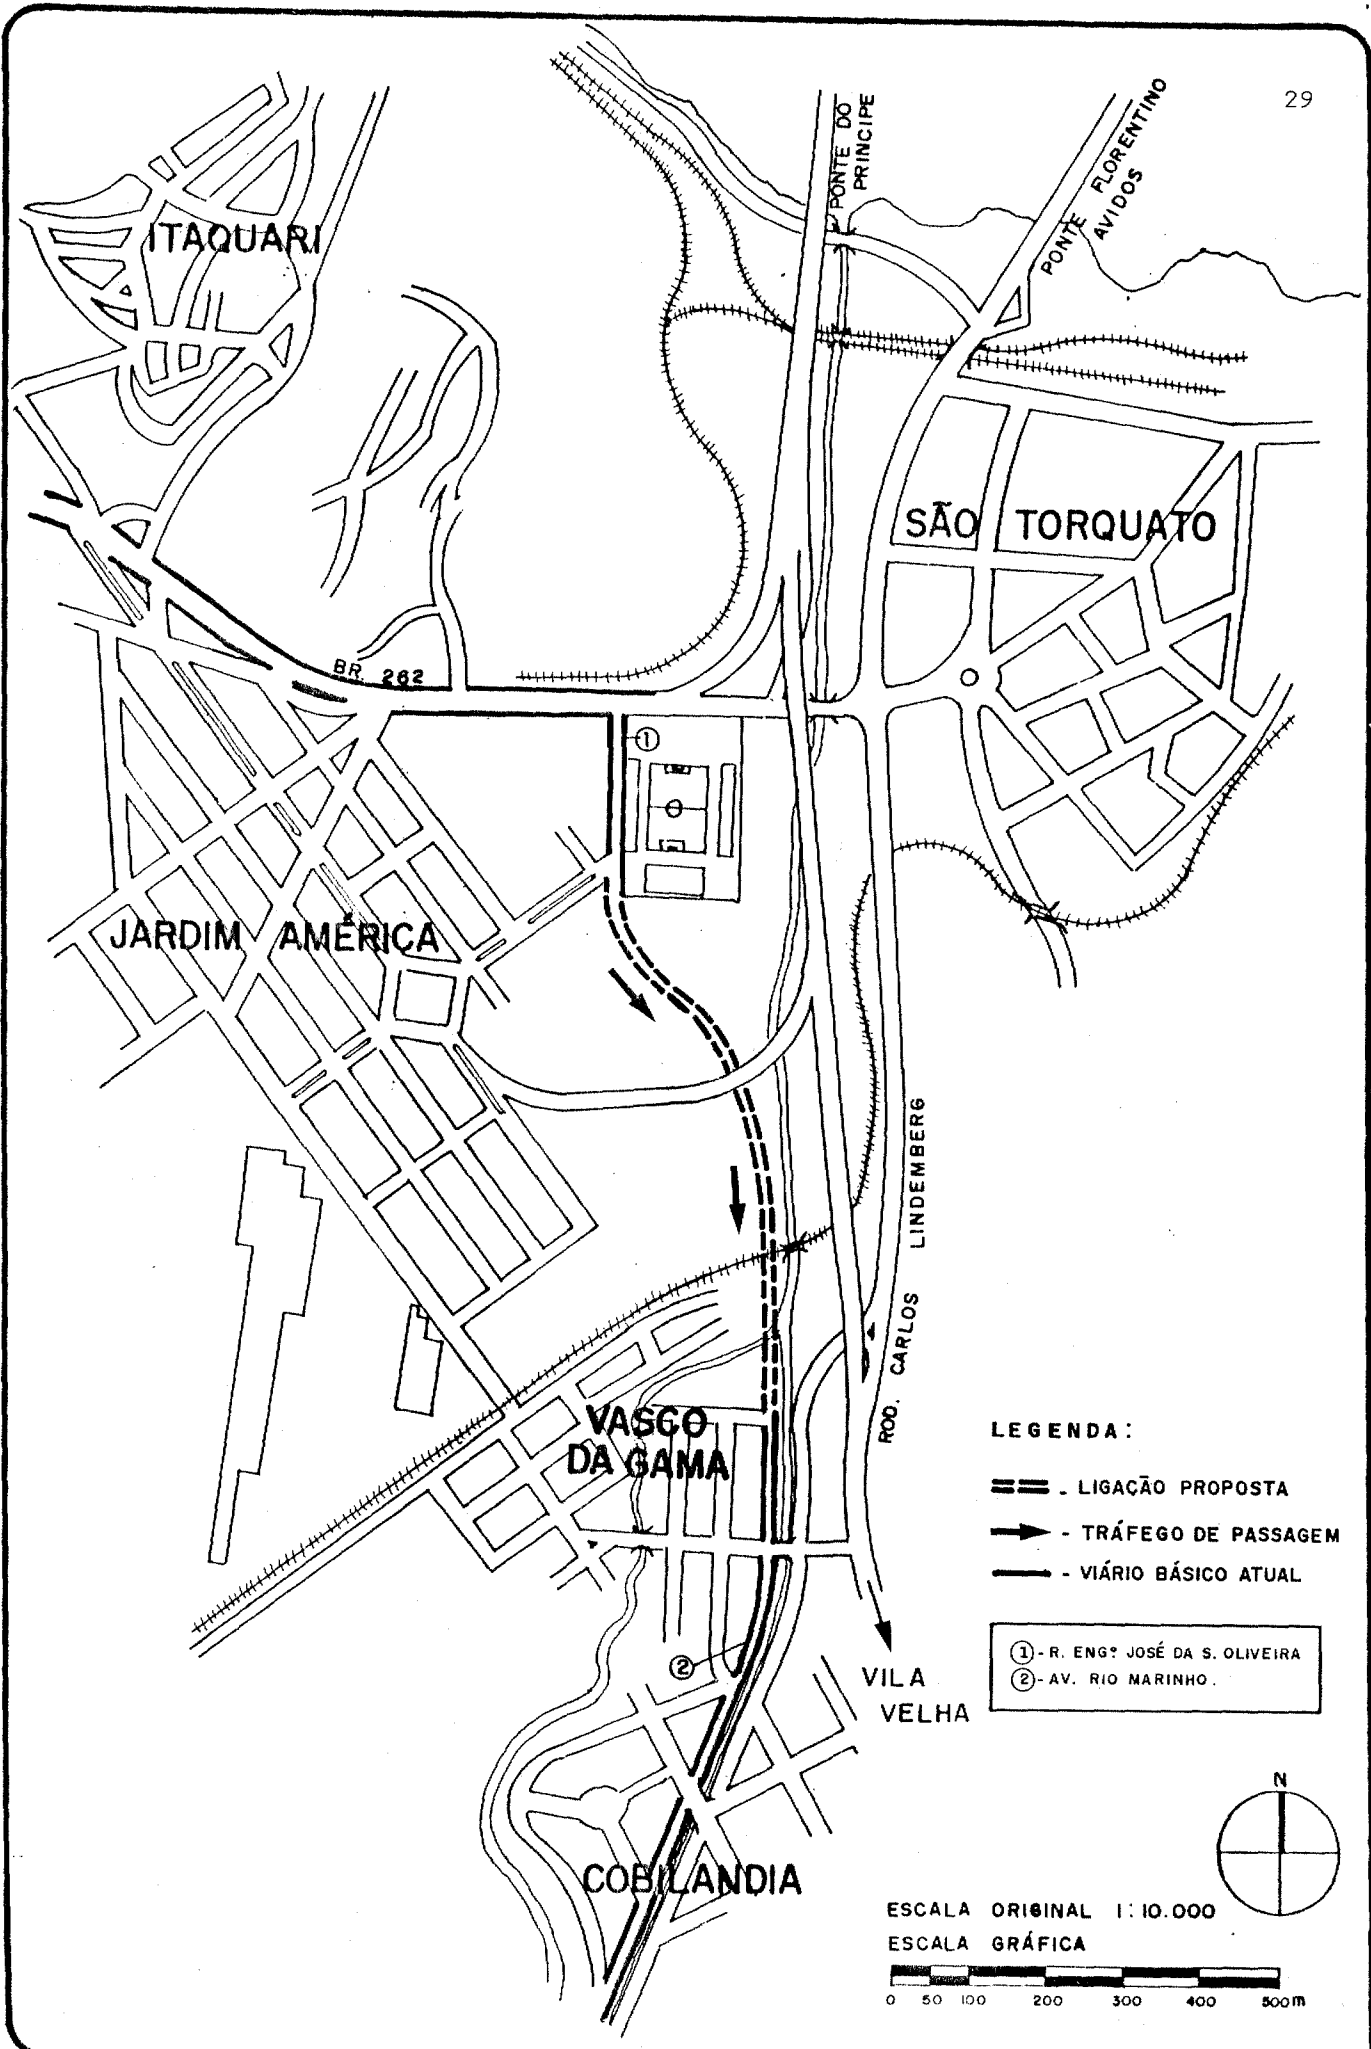 29
PONTE DO
PRINCIPE
PONTE FLORENTINO
AVIDOS
ITAQUARI
SÃO TORQUATO
BR. 262
1
JARDIM AMÉRICA
ROD. CARLOS LINDEMBERG
VASCO
DA GAMA
2
VILA
VELHA
COBILANDIA
LEGENDA:
- LIGAÇÃO PROPOSTA
- TRÁFEGO DE PASSAGEM
- VIÁRIO BÁSICO ATUAL
1 - R. ENGº JOSÉ DA S. OLIVEIRA
2 - AV. RIO MARINHO.
N
ESCALA ORIGINAL 1:10.000
ESCALA GRÁFICA
0 50 100 200 300 400 500m